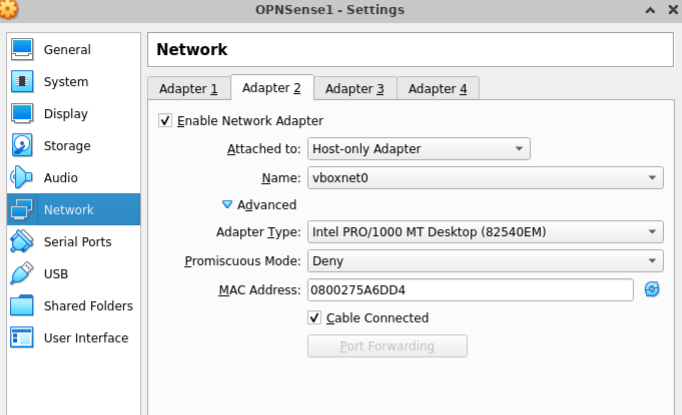 OPNSense1 - Settings
General
System
Display
Storage
Audio
Network
Serial Ports
USB
Shared Folders
User Interface
Network
Adapter 1 Adapter 2 Adapter 3 Adapter 4
Enable Network Adapter
Attached to: Host-only Adapter
Name: vboxnet0
Advanced
Adapter Type: Intel PRO/1000 MT Desktop (82540EM)
Promiscuous Mode: Deny
MAC Address: 0800275A6DD4
Cable Connected
Port Forwarding